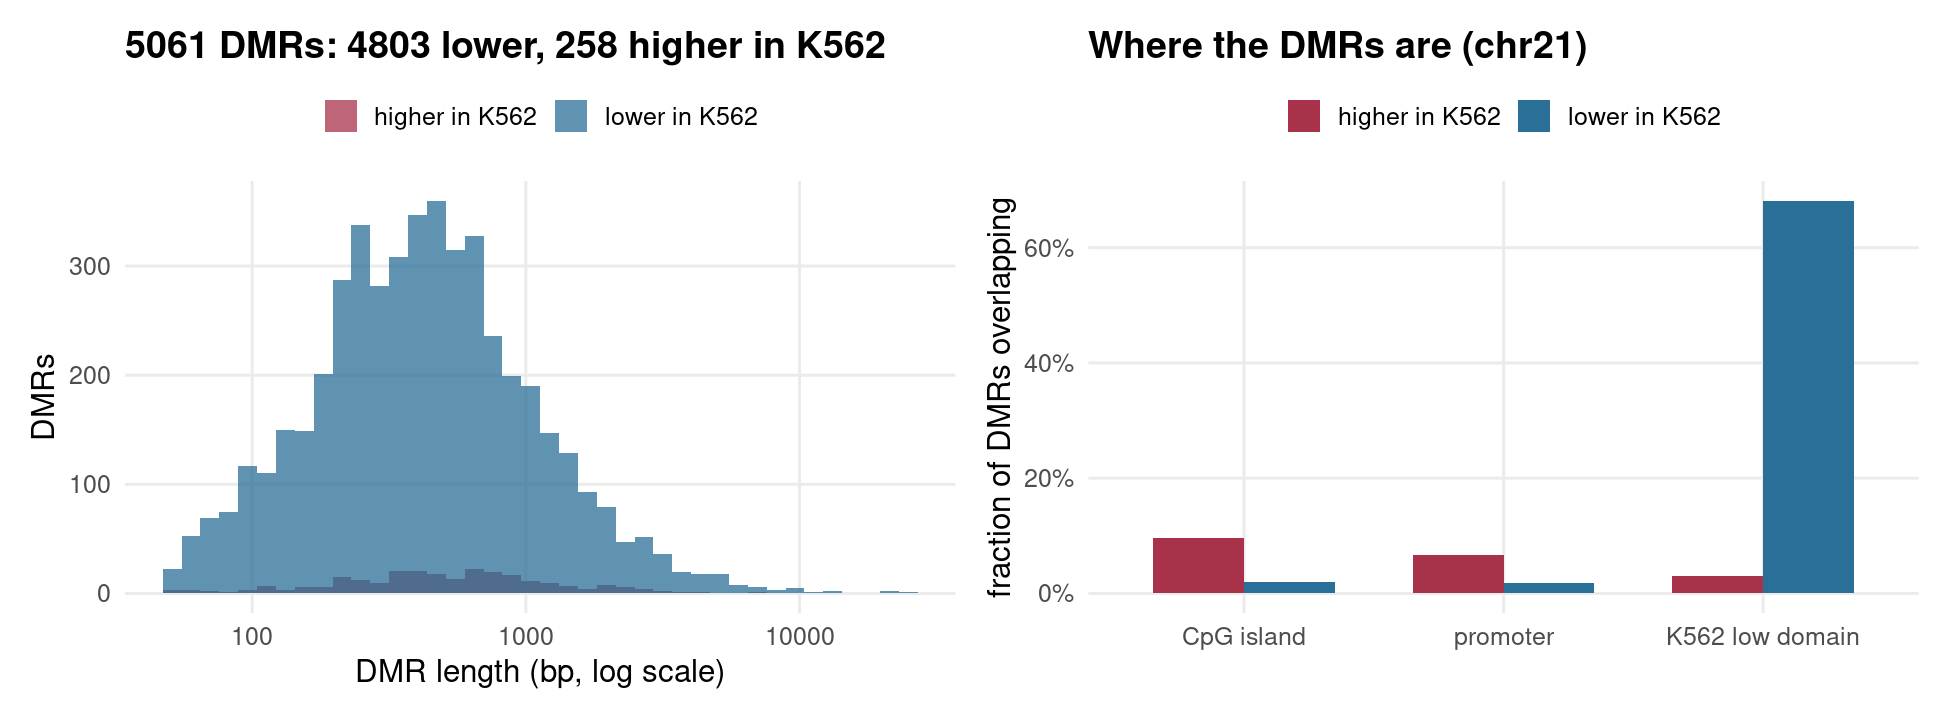 5061 DMRs: 4803 lower, 258 higher in K562
higher in K562
lower in K562
DMRs
300
200
100
0
100
1000
10000
DMR length (bp, log scale)
Where the DMRs are (chr21)
higher in K562
lower in K562
fraction of DMRs overlapping
60%
40%
20%
0%
CpG island
promoter
K562 low domain